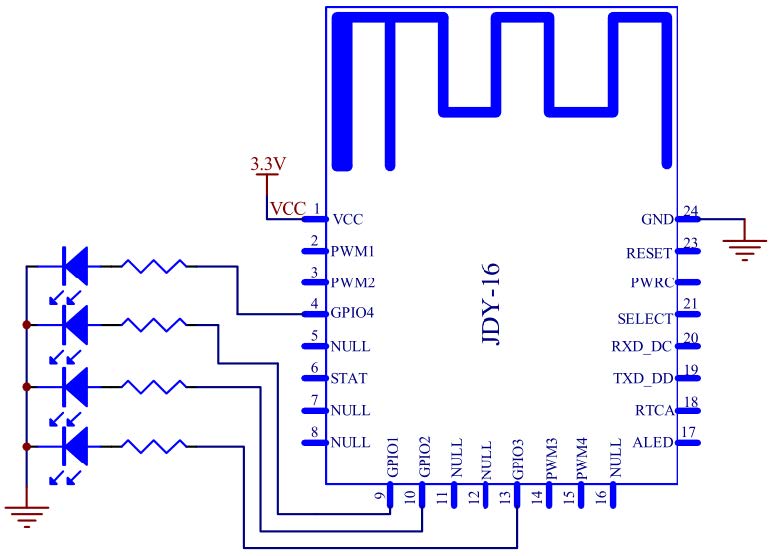 3.3V
VCC
1 VCC
2 PWM1
3 PWM2
4 GPIO4
5 NULL
6 STAT
7 NULL
8 NULL
9 GPIO1
10 GPIO2
11 NULL
12 NULL
13 GPIO3
14 PWM3
15 PWM4
16 NULL
JDY-16
GND 24
RESET 23
PWRC
SELECT 21
RXD_DC 20
TXD_DD 19
RTCA 18
ALED 17